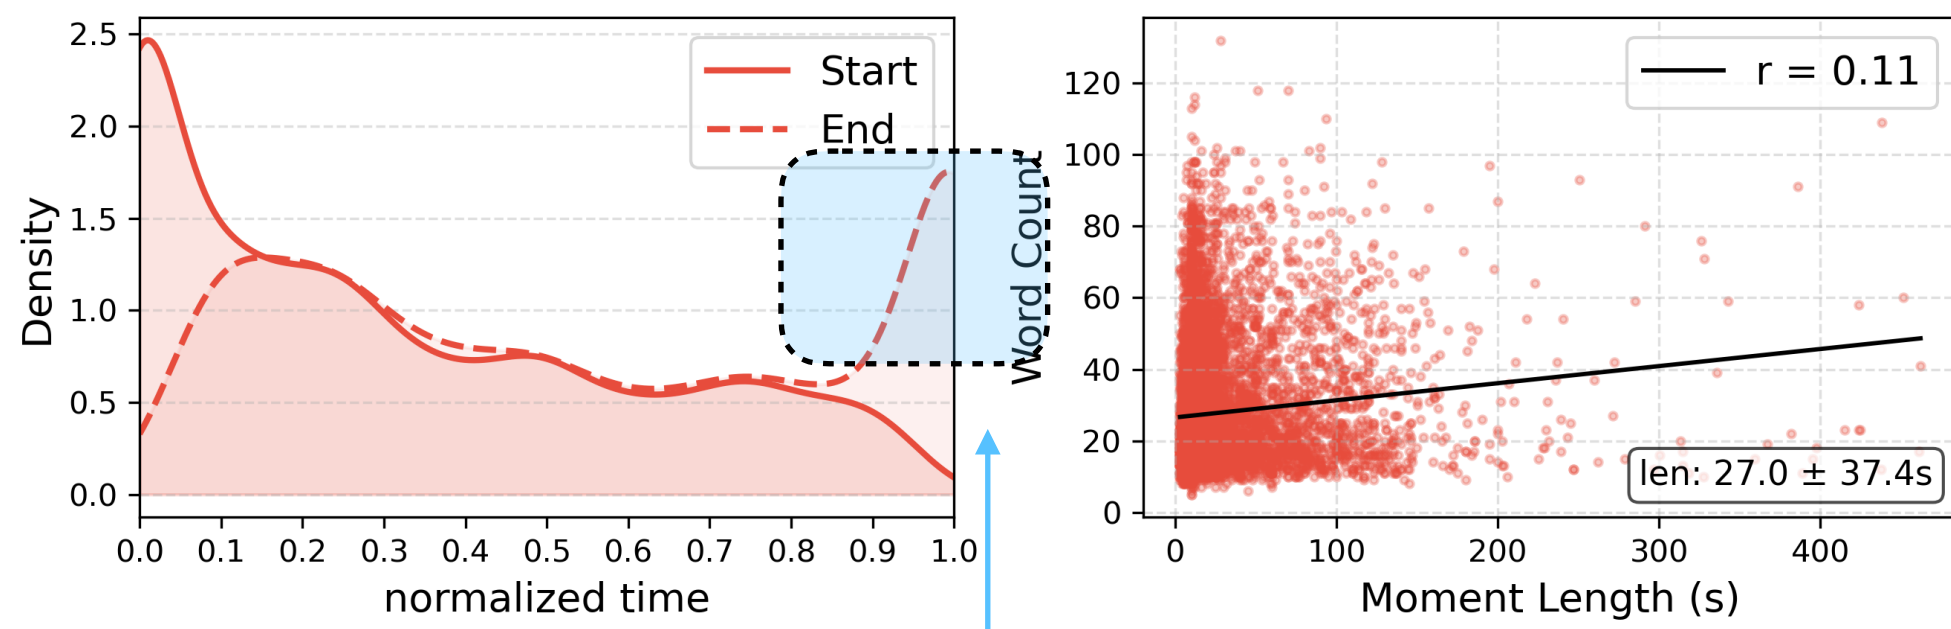 2.5
2.0
1.5
1.0
0.5
0.0
Density
0.0 0.1 0.2 0.3 0.4 0.5 0.6 0.7 0.8 0.9 1.0
normalized time
Start
End
Word Count
120
100
80
60
40
20
0
0 100 200 300 400
Moment Length (s)
r = 0.11
len: 27.0 ± 37.4s